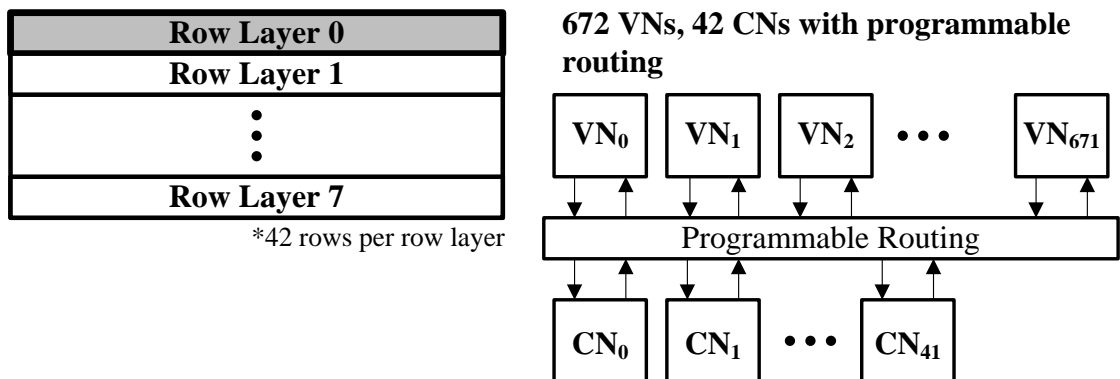 Row Layer 0
Row Layer 1
Row Layer 7
*42 rows per row layer
672 VNs, 42 CNs with programmable
routing
VN₀ VN₁ VN₂ ••• VN₆₇₁
Programmable Routing
CN₀ CN₁ ••• CN₄₁